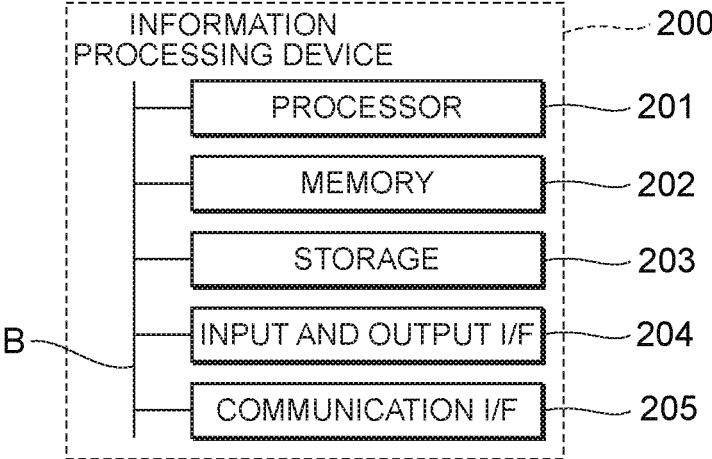 INFORMATION
PROCESSING DEVICE
200
PROCESSOR
201
MEMORY
202
STORAGE
203
INPUT AND OUTPUT I/F
204
B
COMMUNICATION I/F
205